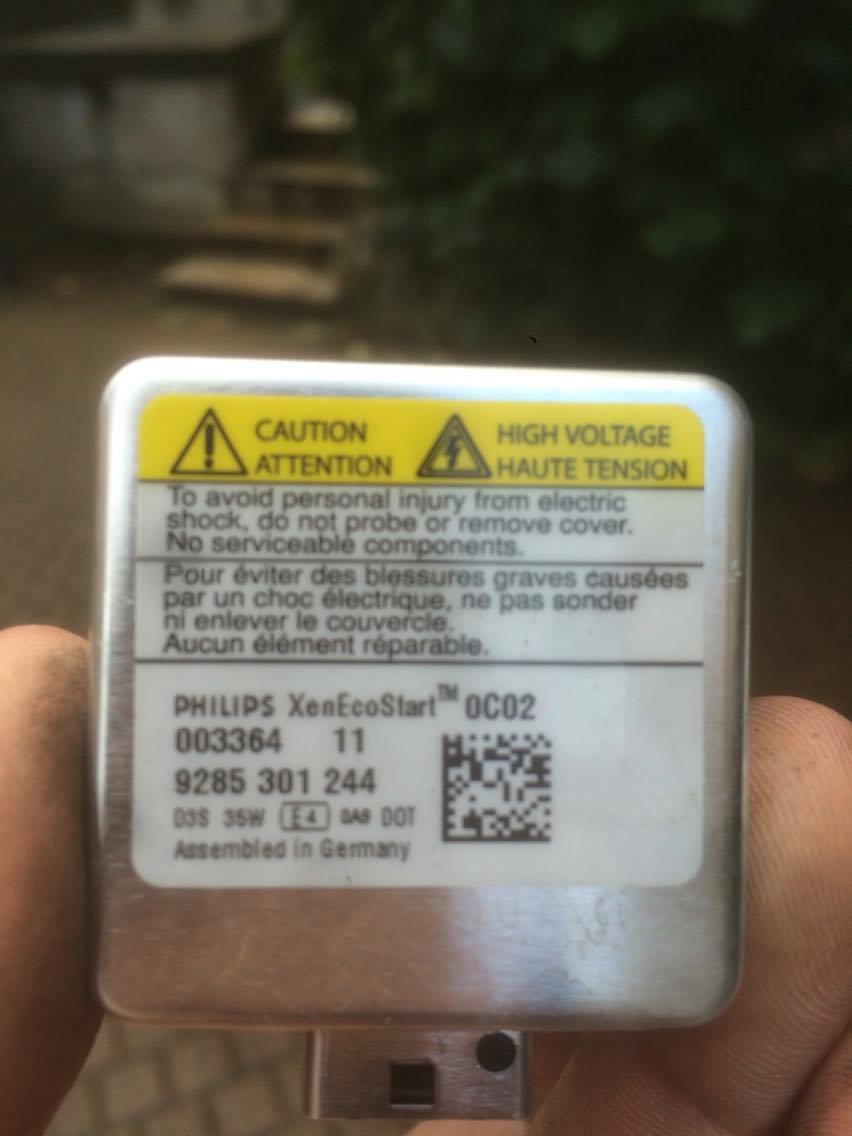 CAUTION
ATTENTION
HIGH VOLTAGE
HAUTE TENSION
To avoid personal injury from electric
shock, do not probe or remove cover.
No serviceable components.
Pour éviter des blessures graves causées
par un choc électrique, ne pas sonder
ni enlever le couvercle.
Aucun élément réparable.
PHILIPS XenEcoStart™ 0C02
003364 11
9285 301 244
D3S 35W E4 DOT
Assembled in Germany